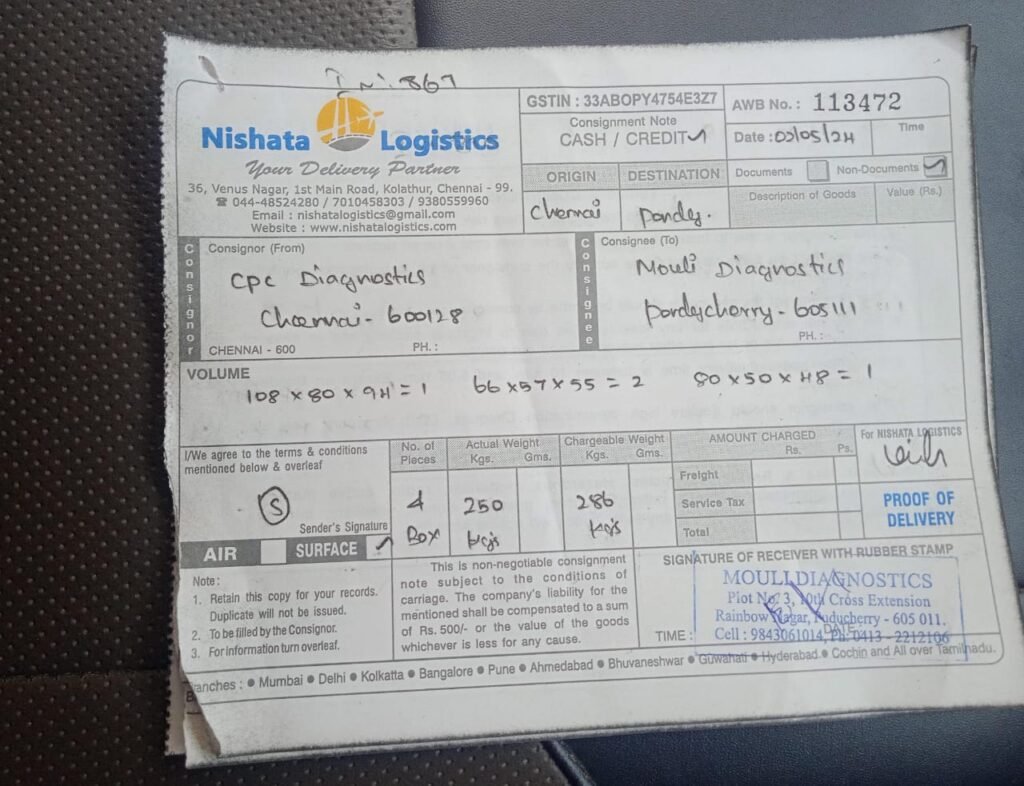 867
Nishata Logistics
Your Delivery Partner
36, Venus Nagar, 1st Main Road, Kolathur, Chennai - 99.
☎ 044-48524280 / 7010458303 / 9380559960
Email : nishatalogistics@gmail.com
Website : www.nishatalogistics.com
GSTIN : 33ABOPY4754E3Z7
Consignment Note
CASH / CREDIT
AWB No. : 113472
Date : 02/05/24
Time
ORIGIN
DESTINATION
Chennai
Pondy.
Documents
Non-Documents
Description of Goods
Value (Rs.)
Consignor
Consignor (From)
CPC Diagnostics
Chennai - 600128
CHENNAI - 600 PH. :
Consignee
Consignee (To)
Mouli Diagnostics
Pondycherry - 605111
PH. :
VOLUME
108 x 80 x 94 = 1 66 x 57 x 55 = 2 80 x 50 x 48 = 1
I/We agree to the terms & conditions
mentioned below & overleaf
S
Sender's Signature
AIR SURFACE
No. of Pieces
4
Box
Actual Weight
Kgs. Gms.
250
kgs
Chargeable Weight
Kgs. Gms.
286
kgs
AMOUNT CHARGED
Rs. Ps.
Freight
Service Tax
Total
For NISHATA LOGISTICS
PROOF OF
DELIVERY
Note :
1. Retain this copy for your records.
Duplicate will not be issued.
2. To be filled by the Consignor.
3. For information turn overleaf.
This is non-negotiable consignment
note subject to the conditions of
carriage. The company's liability for the
mentioned shall be compensated to a sum
of Rs. 500/- or the value of the goods
whichever is less for any cause.
SIGNATURE OF RECEIVER WITH RUBBER STAMP
MOULI DIAGNOSTICS
Plot No. 3, 10th Cross Extension
Rainbow Nagar, Puducherry - 605 011.
Cell : 9843061014, Ph: 0413 - 2212106
TIME : DATE
anches : ● Mumbai ● Delhi ● Kolkatta ● Bangalore ● Pune ● Ahmedabad ● Bhuvaneshwar ● Guwahati ● Hyderabad ● Cochin and All over Tamilnadu.